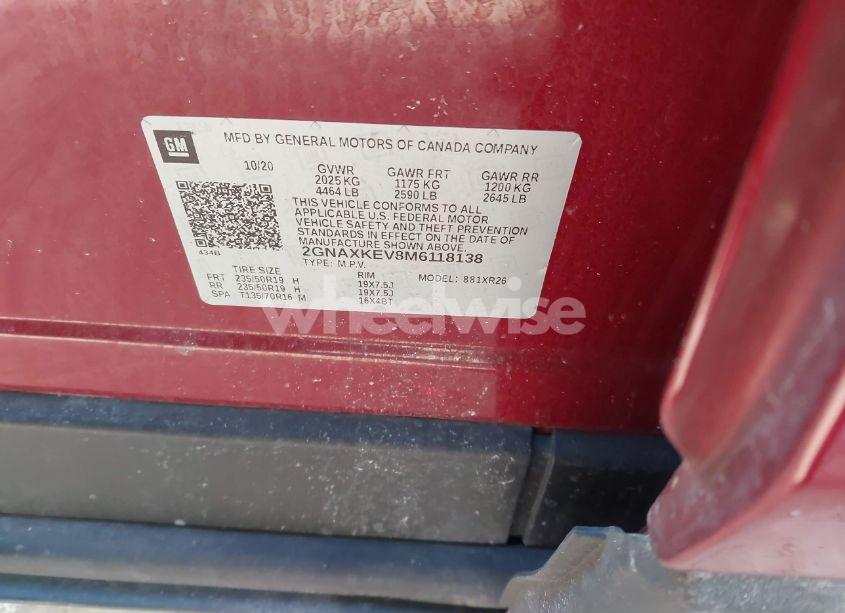 GM
MFD BY GENERAL MOTORS OF CANADA COMPANY
10/20 GVWR GAWR FRT GAWR RR
2025 KG 1175 KG 1200 KG
4464 LB 2590 LB 2645 LB
THIS VEHICLE CONFORMS TO ALL
APPLICABLE U.S. FEDERAL MOTOR
VEHICLE SAFETY AND THEFT PREVENTION
STANDARDS IN EFFECT ON THE DATE OF
MANUFACTURE SHOWN ABOVE.
434B 2GNAXKEV8M6118138
TYPE: M.P.V. MODEL: 881XR26
TIRE SIZE RIM
FRT 235/50R19 H 19X7.5J
RR 235/50R19 H 19X7.5J
SPA T135/70R16 M 16X4BT
wheelwise
wheelwise